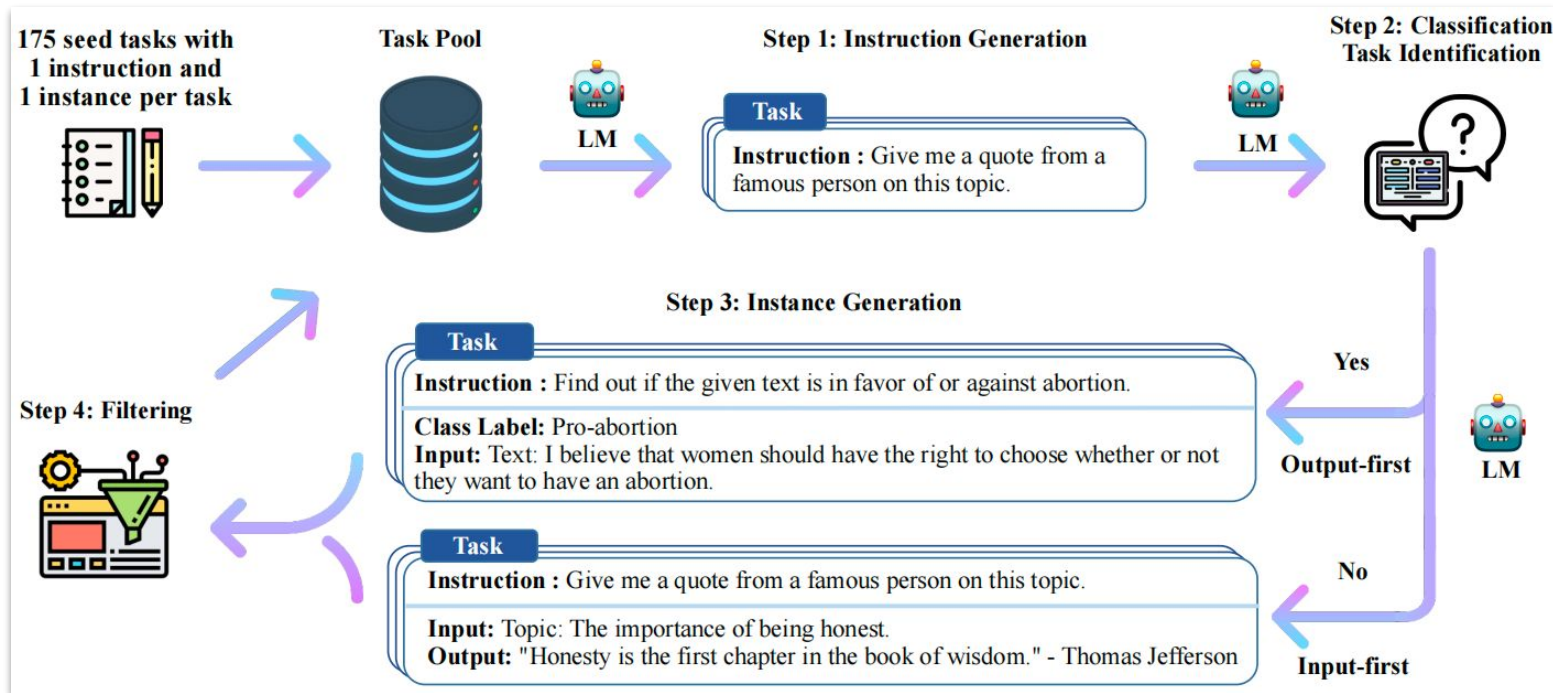 175 seed tasks with
1 instruction and
1 instance per task
Task Pool
LM
Step 1: Instruction Generation
Task
Instruction : Give me a quote from a
famous person on this topic.
LM
Step 2: Classification
Task Identification
Step 3: Instance Generation
Task
Instruction : Find out if the given text is in favor of or against abortion.
Class Label: Pro-abortion
Input: Text: I believe that women should have the right to choose whether or not
they want to have an abortion.
Yes
Output-first
LM
Task
Instruction : Give me a quote from a famous person on this topic.
Input: Topic: The importance of being honest.
Output: "Honesty is the first chapter in the book of wisdom." - Thomas Jefferson
No
Input-first
Step 4: Filtering